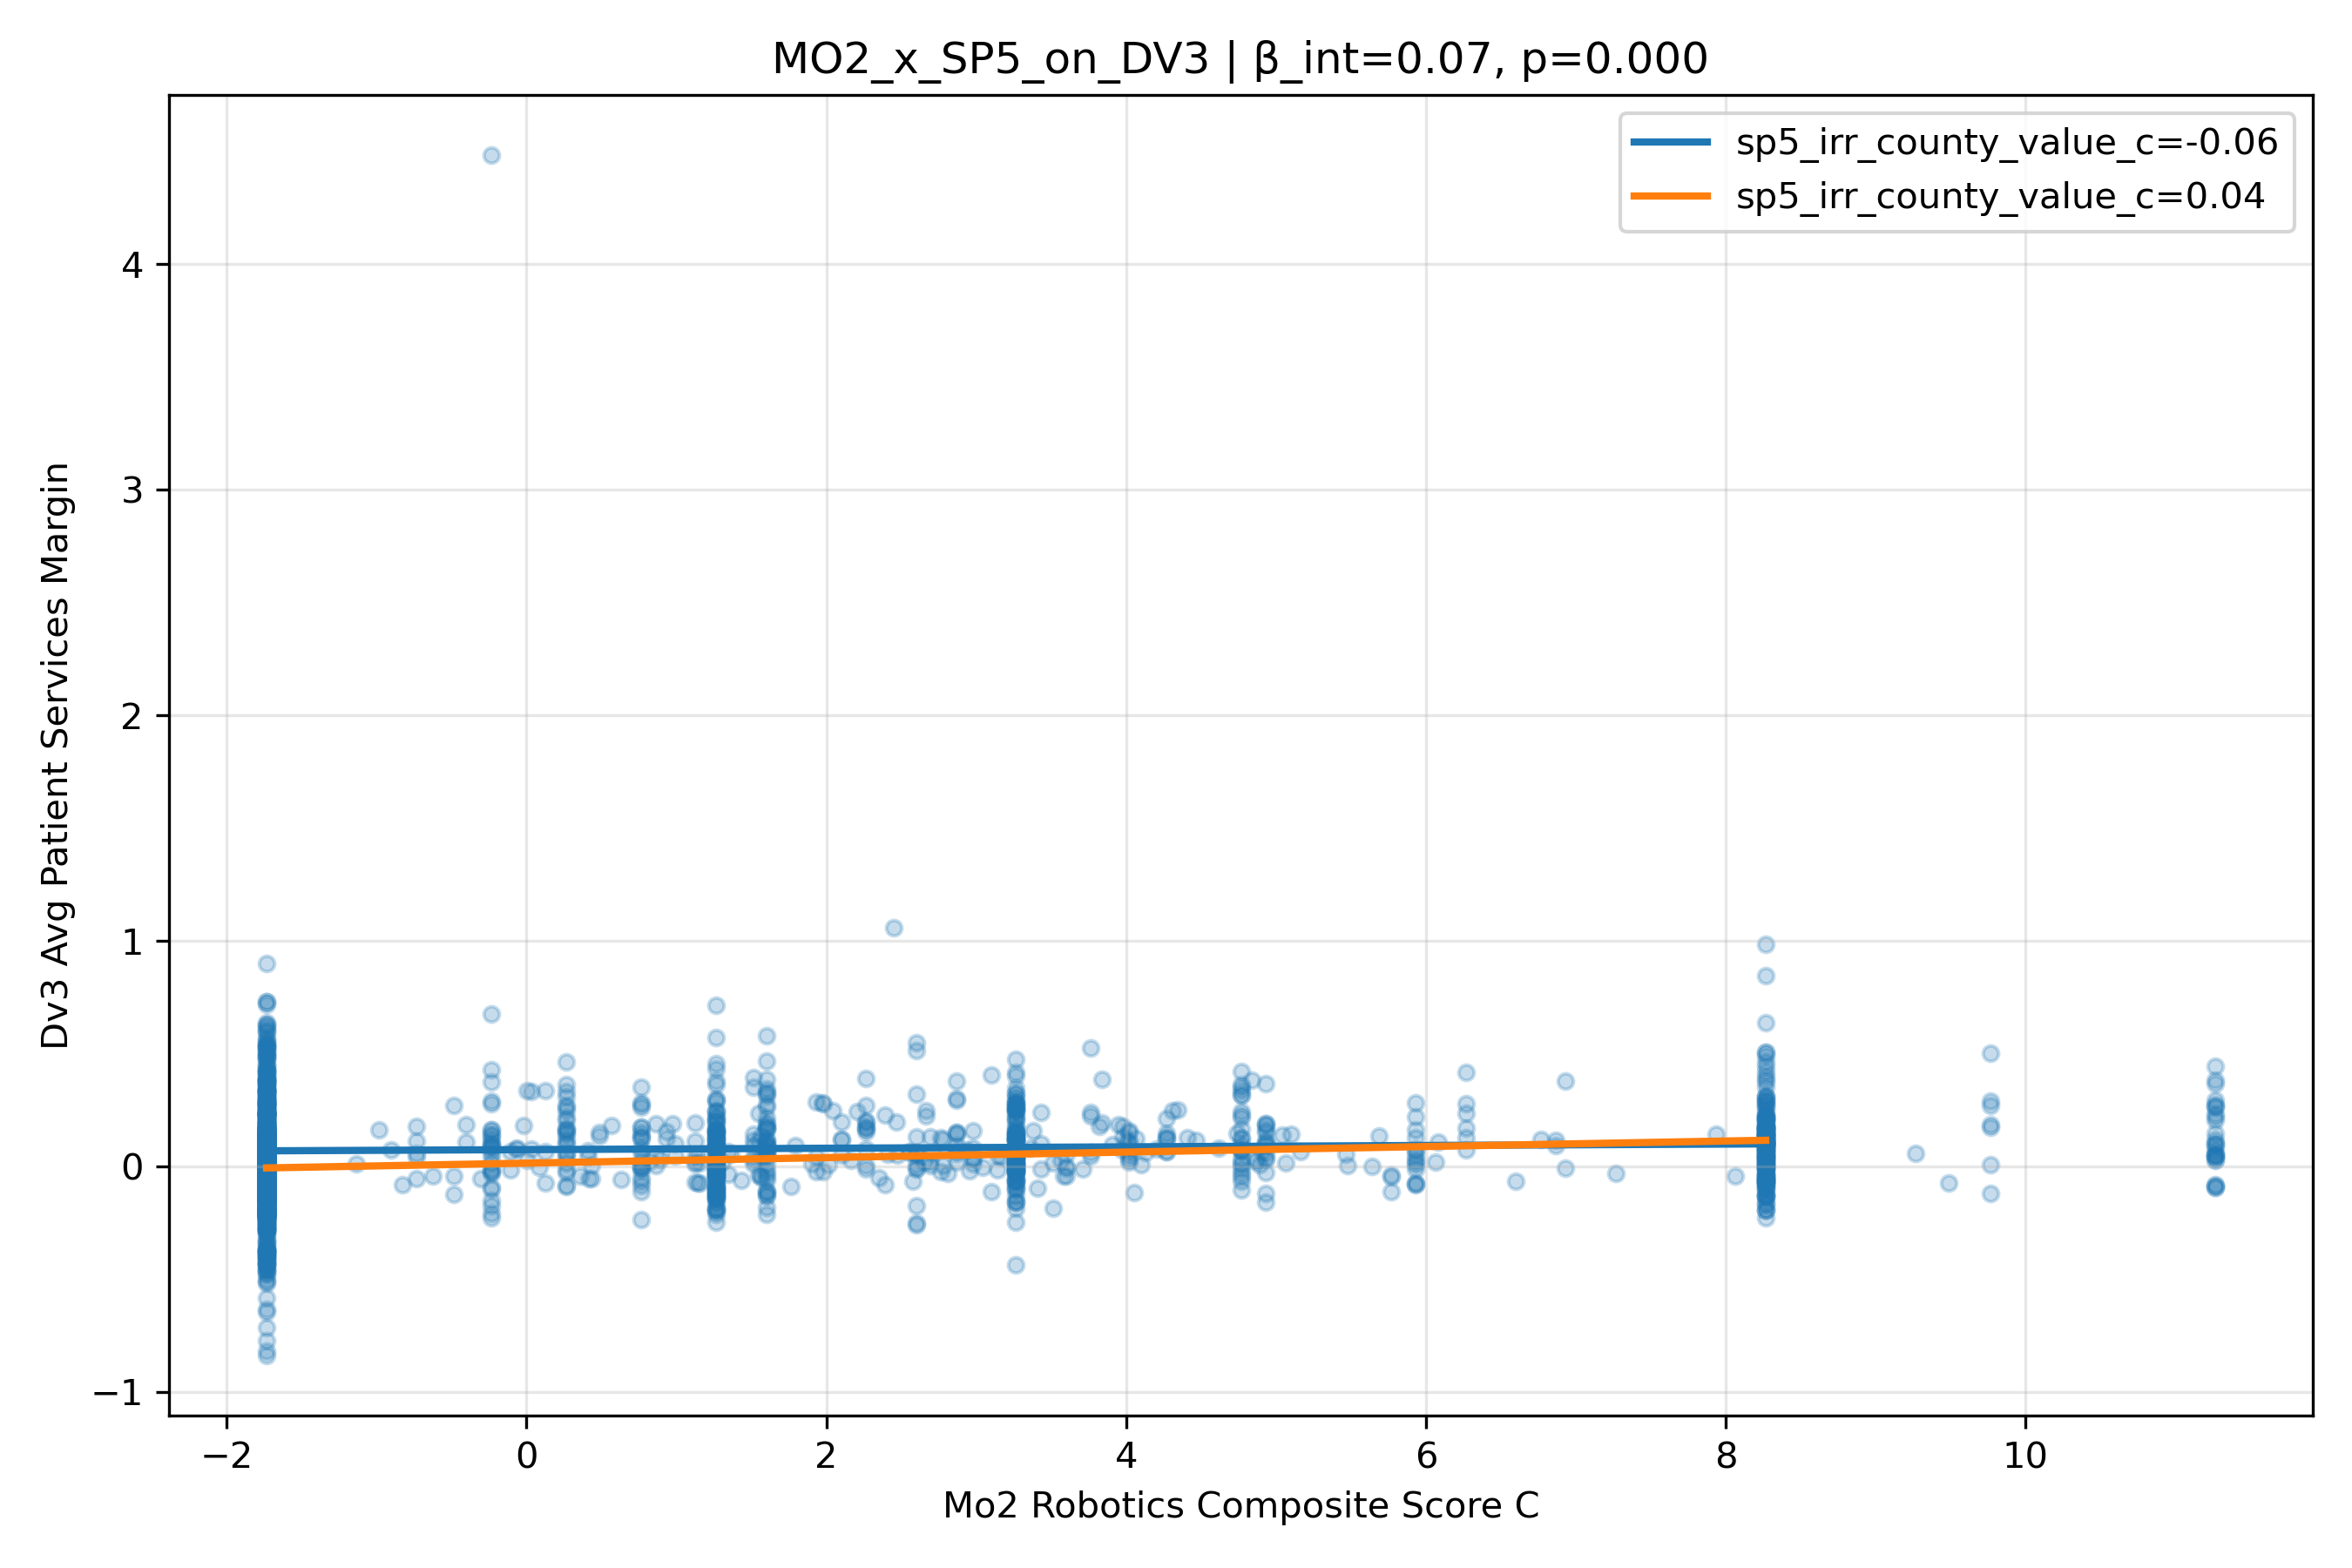 MO2_x_SP5_on_DV3 | β_int=0.07, p=0.000
sp5_irr_county_value_c=-0.06
sp5_irr_county_value_c=0.04
Dv3 Avg Patient Services Margin
4
3
2
1
0
−1
−2
0
2
4
6
8
10
Mo2 Robotics Composite Score C